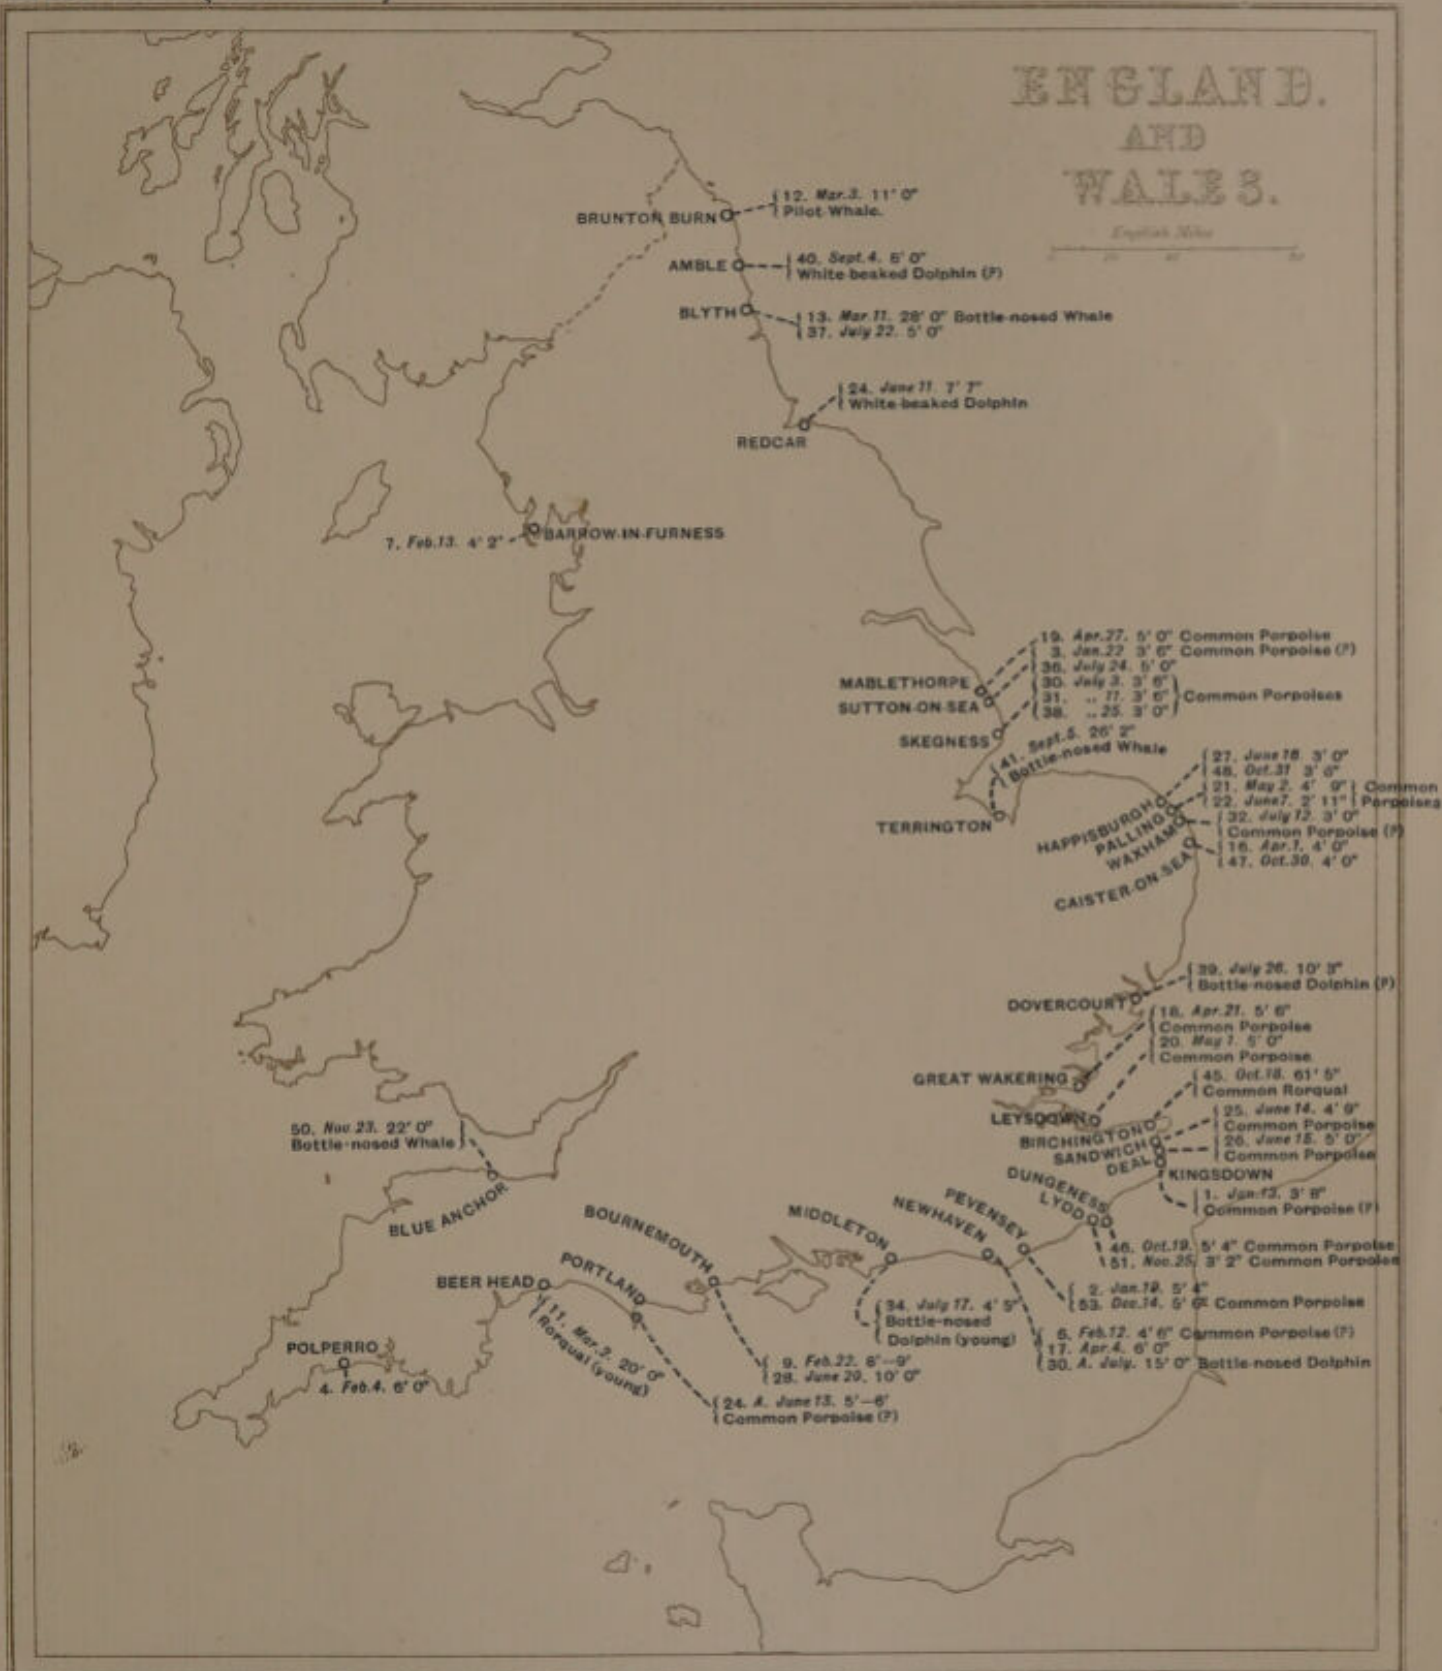 ENGLAND.
AND
WALES.
English Miles
BRUNTON BURN
12. Mar. 3. 11' 0"
Pilot Whale.
AMBLE
40. Sept. 4. 6' 0"
White-beaked Dolphin (?)
BLYTH
13. Mar. 11. 28' 0" Bottle-nosed Whale
37. July 22. 5' 0"
24. June 11. 7' 7"
White-beaked Dolphin
REDCAR
7. Feb. 13. 4' 2"
BARROW-IN-FURNESS
19. Apr. 27. 5' 0" Common Porpoise
3. Jan. 22 3' 6" Common Porpoise (?)
36. July 24. 5' 0"
MABLETHORPE
30. July 3. 3' 6"
SUTTON-ON-SEA
31. ,, 11. 3' 6" Common Porpoises
38. ,, 25. 3' 0"
SKEGNESS
41. Sept. 5. 26' 2"
Bottle-nosed Whale
TERRINGTON
27. June 18. 3' 0"
48. Oct. 31 3' 6"
21. May 2. 4' 9" Common
22. June 7. 2' 11" Porpoises
32. July 12. 3' 0"
Common Porpoise (?)
16. Apr. 1. 4' 0"
47. Oct. 30. 4' 0"
HAPPISBURGH
PALLING
WAXHAM
CAISTER-ON-SEA
39. July 26. 10' 3"
Bottle-nosed Dolphin (?)
DOVERCOURT
18. Apr. 21. 5' 6"
Common Porpoise
20. May 1. 5' 0"
Common Porpoise
GREAT WAKERING
45. Oct. 18. 61' 5"
Common Rorqual
LEYSDOWN
25. June 14. 4' 9"
Common Porpoise
BIRCHINGTON
SANDWICH
26. June 15. 5' 0"
Common Porpoise
DEAL
KINGSDOWN
1. Jan. 13. 3' 8"
Common Porpoise (?)
DUNGENESS
LYDD
46. Oct. 19. 5' 4" Common Porpoise
51. Nov. 25. 3' 2" Common Porpoise
50. Nov. 23. 22' 0"
Bottle-nosed Whale
BLUE ANCHOR
PEVENSEY
2. Jan. 19. 5' 4"
53. Dec. 14. 5' 6" Common Porpoise
NEWHAVEN
6. Feb. 12. 4' 6" Common Porpoise (?)
17. Apr. 4. 6' 0"
30. A. July. 15' 0" Bottle-nosed Dolphin
MIDDLETON
34. July 17. 4' 5"
Bottle-nosed
Dolphin (young)
BOURNEMOUTH
9. Feb. 22. 8'—9'
28. June 20. 10' 0"
PORTLAND
24. A. June 13. 5'—6'
Common Porpoise (?)
BEER HEAD
11. Mar. 2. 20' 0"
Rorqual (young)
POLPERRO
4. Feb. 4. 6' 0"